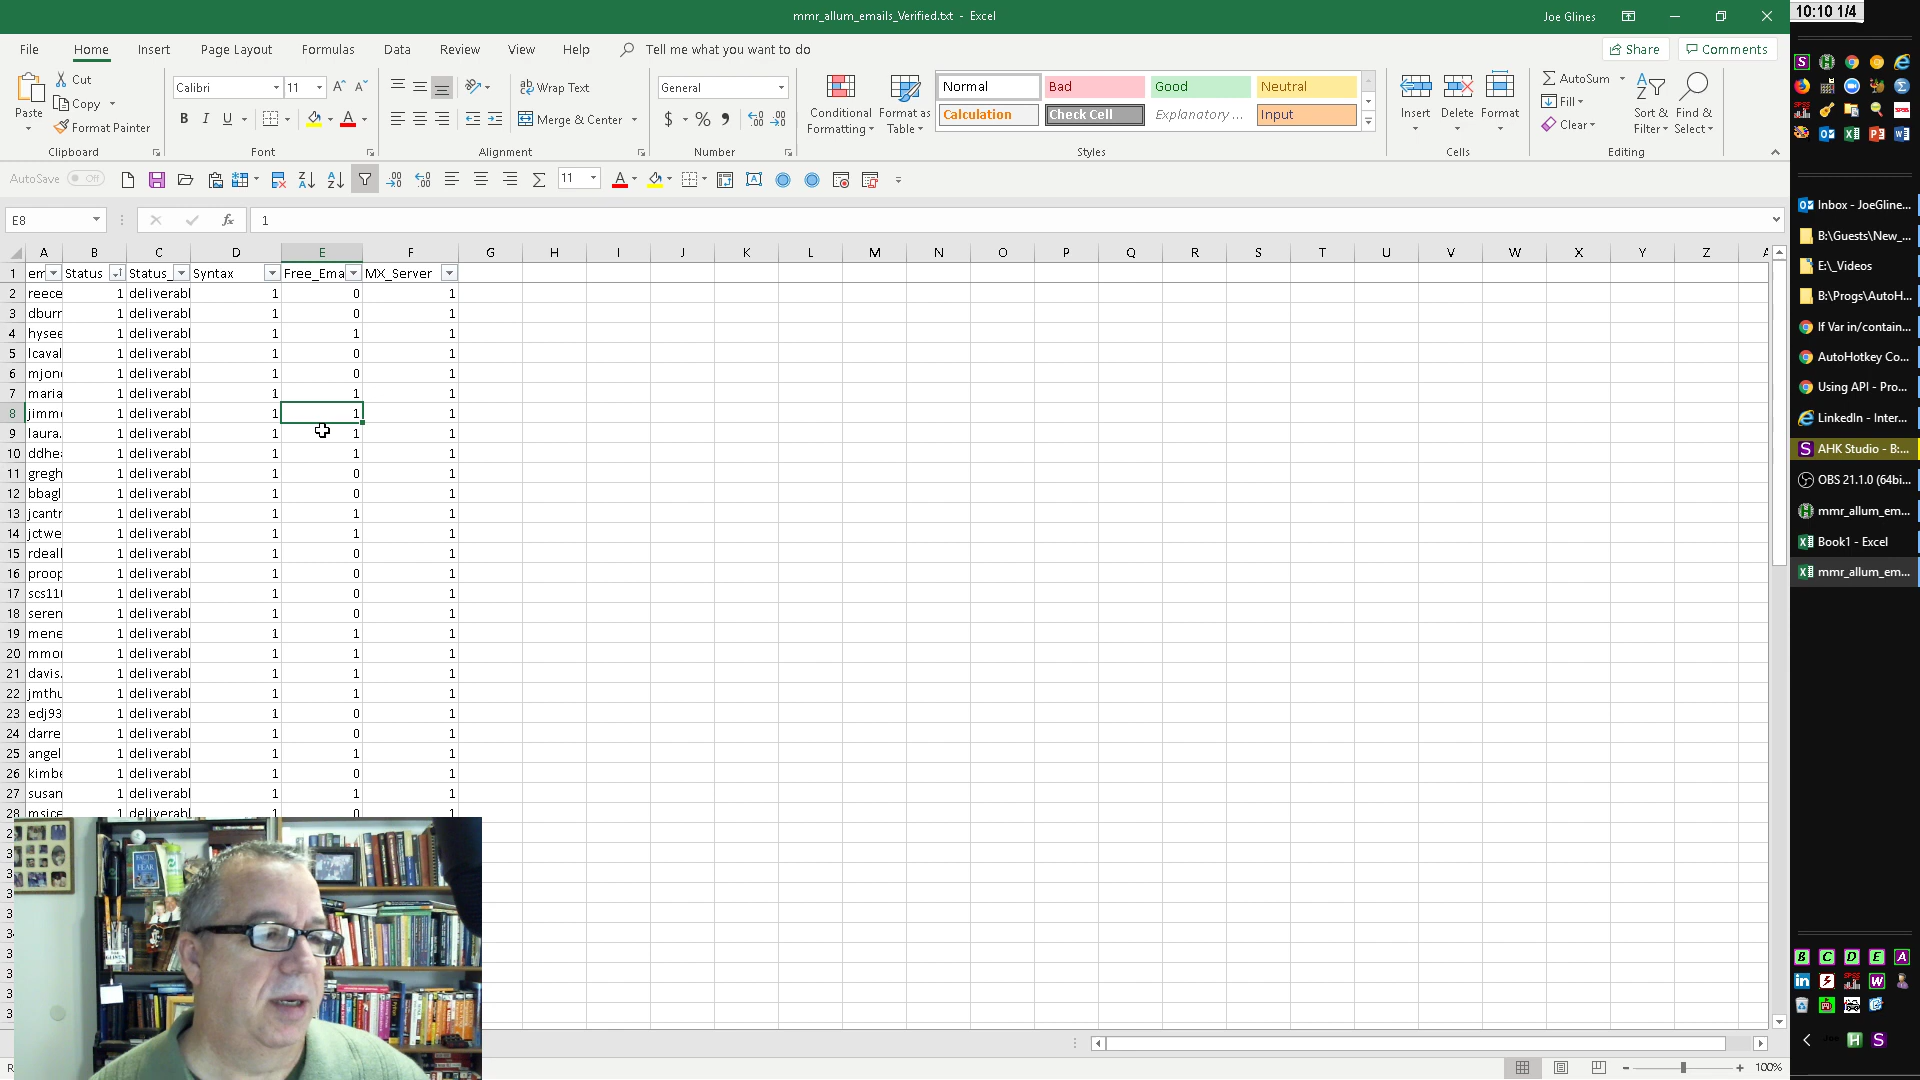 mmr_allum_emails_Verified.txt - Excel
Joe Glines
10:10 1/4
File Home Insert Page Layout Formulas Data Review View Help Tell me what you want to do
Share Comments
Paste
Cut
Copy
Format Painter
Clipboard
Calibri 11
B I U
Font
Wrap Text
Merge & Center
Alignment
General
$ % ,
Number
Conditional Formatting
Format as Table
Normal Bad Good Neutral
Calculation Check Cell Explanatory ... Input
Styles
Insert Delete Format
Cells
AutoSum
Fill
Clear
Sort & Filter
Find & Select
Editing
AutoSave Off
11
E8 fx 1
A B C D E F G H I J K L M N O P Q R S T U V W X Y Z
1 em Status Status_ Syntax Free_Ema MX_Server
2 reece 1 deliverabl 1 0 1
3 dburr 1 deliverabl 1 0 1
4 hysee 1 deliverabl 1 1 1
5 lcaval 1 deliverabl 1 0 1
6 mjon 1 deliverabl 1 0 1
7 maria 1 deliverabl 1 1 1
8 jimm 1 deliverabl 1 1 1
9 laura. 1 deliverabl 1 1 1
10 ddhe 1 deliverabl 1 1 1
11 gregh 1 deliverabl 1 0 1
12 bbagl 1 deliverabl 1 0 1
13 jcantr 1 deliverabl 1 1 1
14 jctwe 1 deliverabl 1 1 1
15 rdeall 1 deliverabl 1 0 1
16 proop 1 deliverabl 1 0 1
17 scs11 1 deliverabl 1 0 1
18 seren 1 deliverabl 1 0 1
19 mene 1 deliverabl 1 1 1
20 mmo 1 deliverabl 1 1 1
21 davis. 1 deliverabl 1 1 1
22 jmthu 1 deliverabl 1 1 1
23 edj93 1 deliverabl 1 0 1
24 darre 1 deliverabl 1 0 1
25 angel 1 deliverabl 1 1 1
26 kimbe 1 deliverabl 1 0 1
27 susan 1 deliverabl 1 1 1
28 msice 1 deliverabl 1 0 1
100%
Inbox - JoeGline...
B:\Guests\New_...
E:\_Videos
B:\Progs\AutoH...
If Var in/contain...
AutoHotkey Co...
Using API - Pro...
LinkedIn - Inter...
AHK Studio - B:...
OBS 21.1.0 (64bi...
mmr_allum_em...
Book1 - Excel
mmr_allum_em...
B C D E A